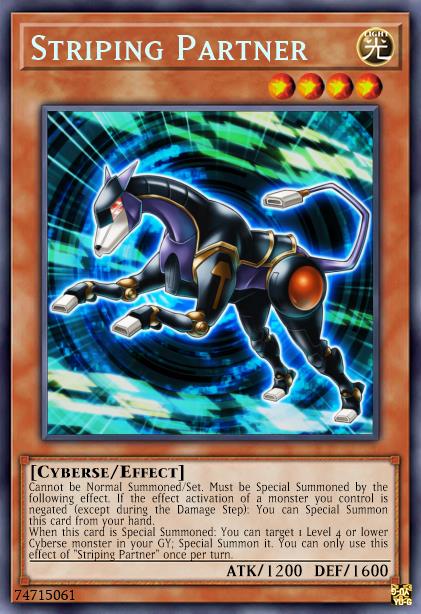 STRIPING PARTNER
LIGHT
光
[CYBERSE/EFFECT]
Cannot be Normal Summoned/Set. Must be Special Summoned by the
following effect. If the effect activation of a monster you control is
negated (except during the Damage Step): You can Special Summon
this card from your hand.
When this card is Special Summoned: You can target 1 Level 4 or lower
Cyberse monster in your GY; Special Summon it. You can only use this
effect of "Striping Partner" once per turn.
ATK/1200 DEF/1600
74715061